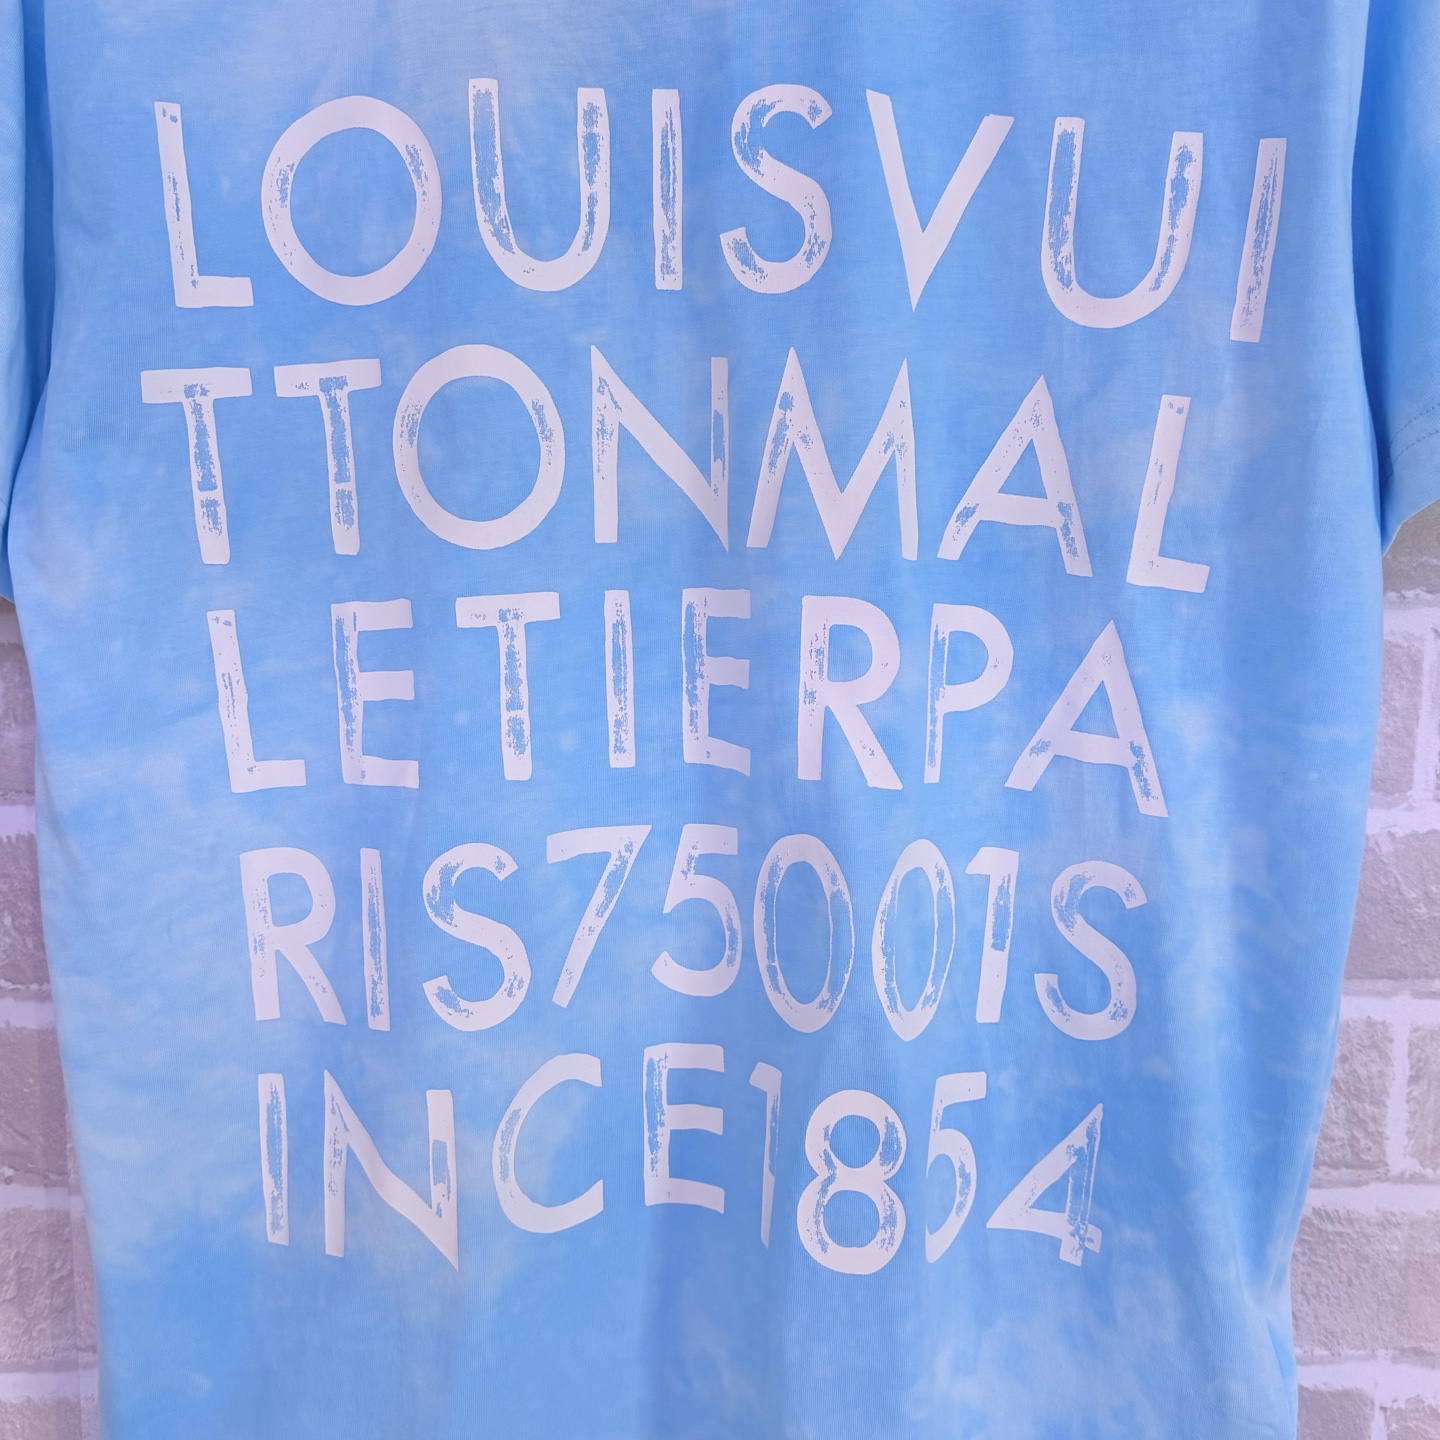 LOUISVUI
TTONMAL
LETIERPA
RIS75001S
INCE1854